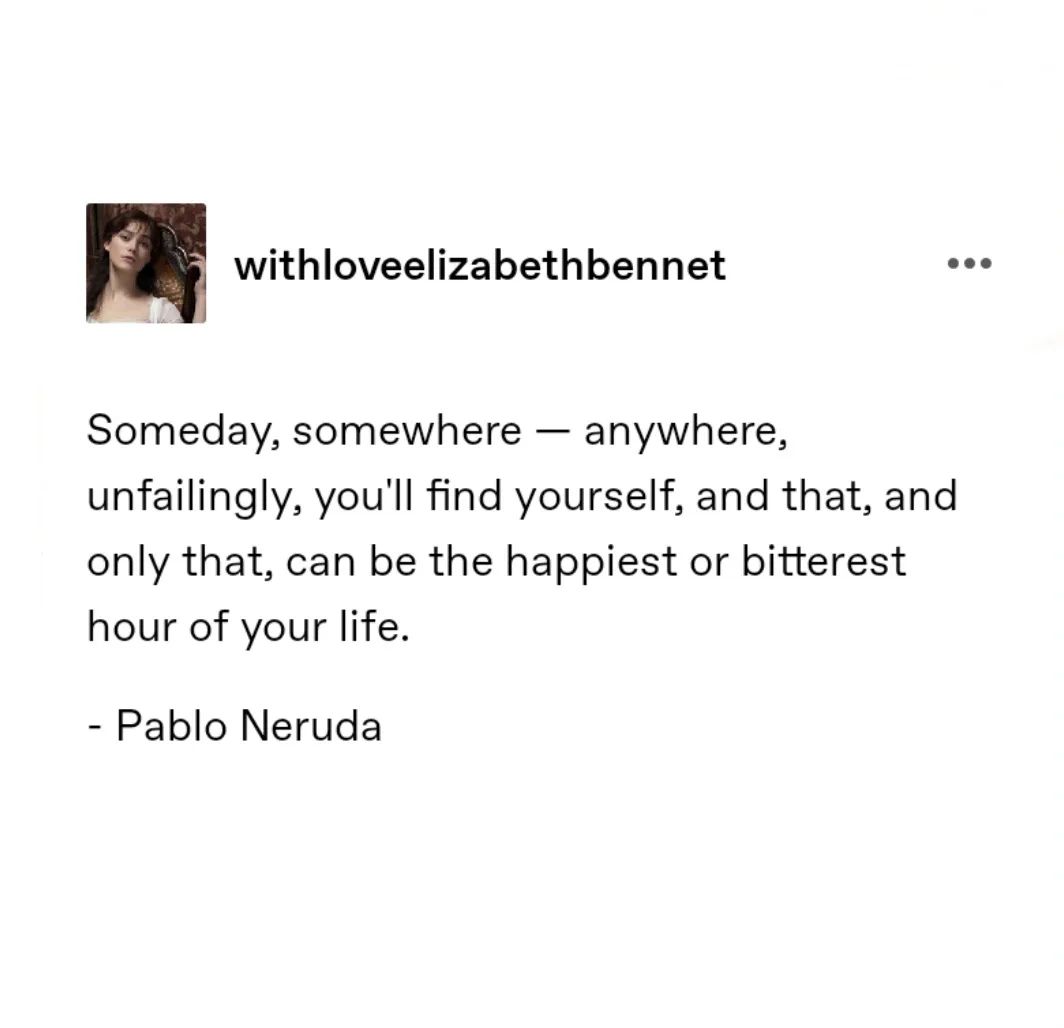 withloveelizabethbennet
Someday, somewhere — anywhere,
unfailingly, you'll find yourself, and that, and
only that, can be the happiest or bitterest
hour of your life.
- Pablo Neruda